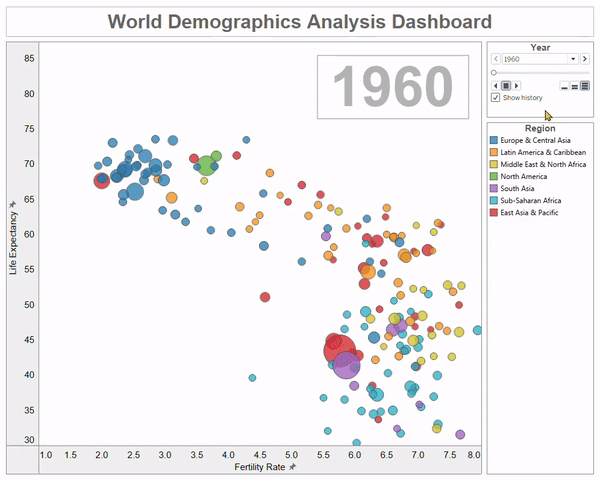 World Demographics Analysis Dashboard
1960
85
80
75
70
65
60
55
50
45
40
35
30
Life Expectancy
1.0 1.5 2.0 2.5 3.0 3.5 4.0 4.5 5.0 5.5 6.0 6.5 7.0 7.5 8.0
Fertility Rate
Year
1960
Show history
Region
Europe & Central Asia
Latin America & Caribbean
Middle East & North Africa
North America
South Asia
Sub-Saharan Africa
East Asia & Pacific